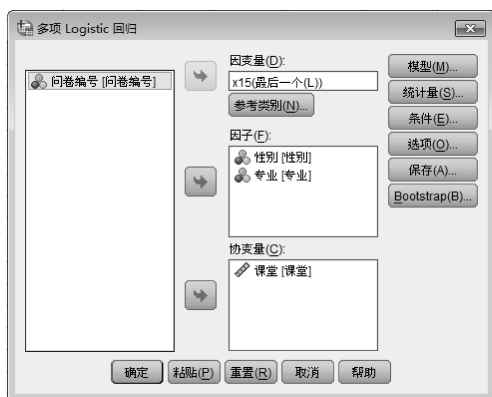 多项 Logistic 回归
问卷编号 [问卷编号]
因变量(D):
x15(最后一个(L))
参考类别(N)...
因子(F):
性别 [性别]
专业 [专业]
协变量(C):
课堂 [课堂]
模型(M)...
统计量(S)...
条件(E)...
选项(O)...
保存(A)...
Bootstrap(B)...
确定
粘贴(P)
重置(R)
取消
帮助